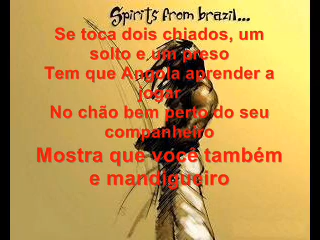 Spirits from brazil...
Se toca dois chiados, um
solto e um preso
Tem que Angola aprender a
jogar
No chão bem perto do seu
companheiro
Mostra que você também
e mandigueiro